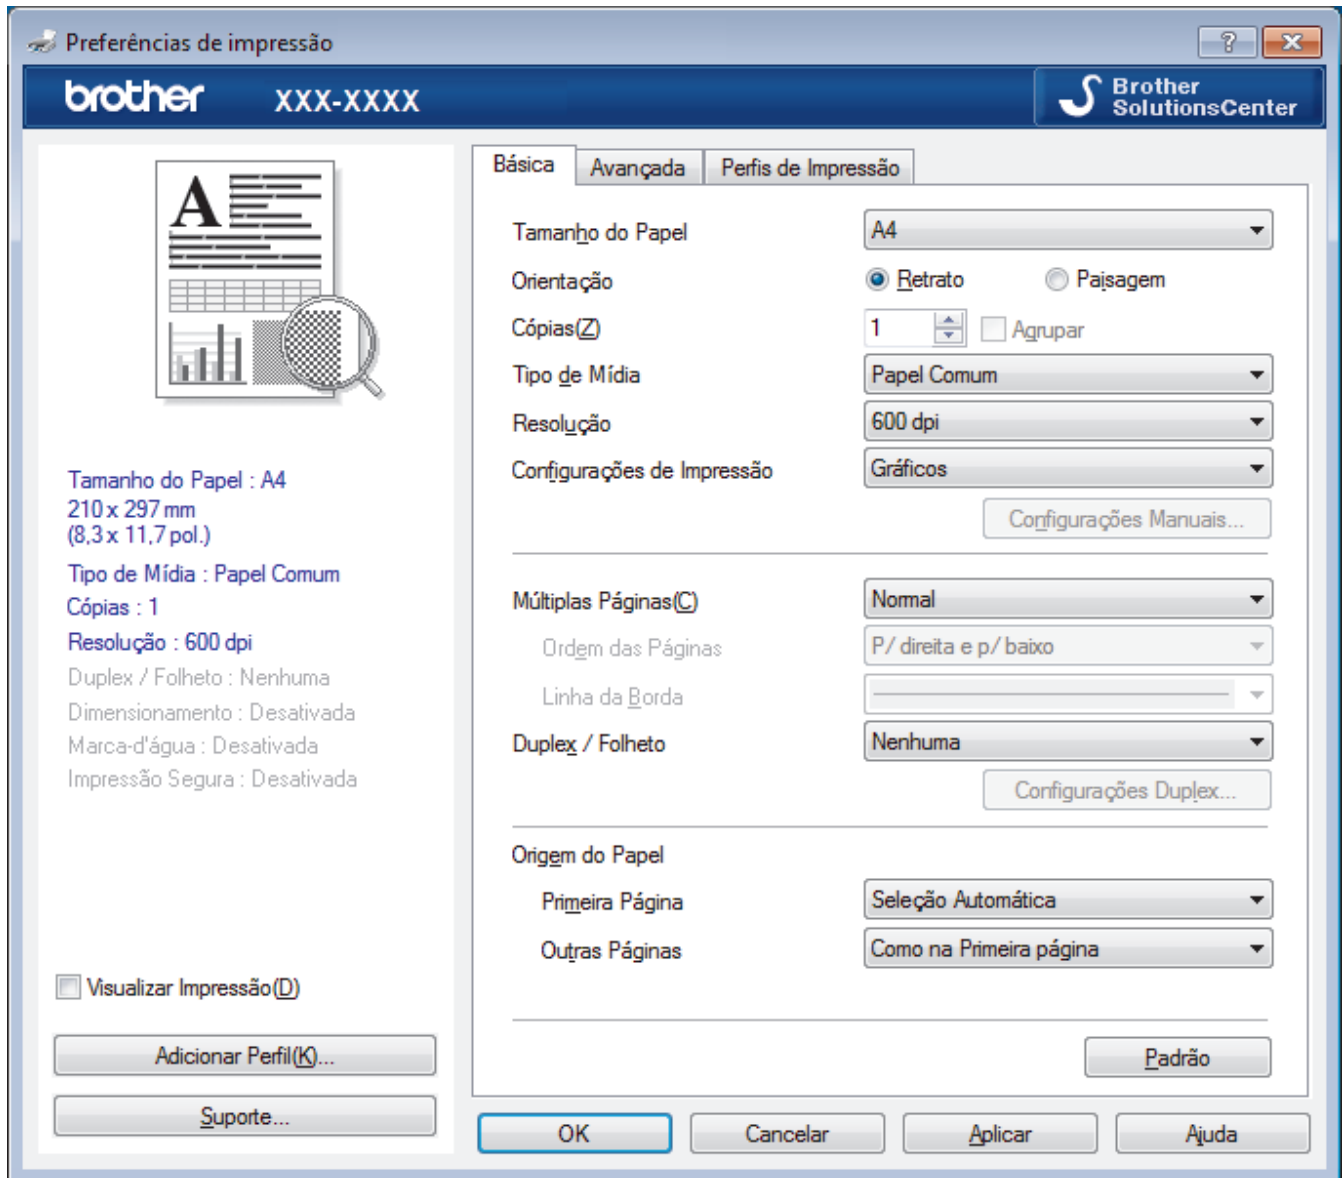 Preferências de impressão
?
brother XXX-XXXX
Brother
SolutionsCenter
A
Tamanho do Papel : A4
210 x 297 mm
(8,3 x 11,7 pol.)
Tipo de Mídia : Papel Comum
Cópias : 1
Resolução : 600 dpi
Duplex / Folheto : Nenhuma
Dimensionamento : Desativada
Marca-d'água : Desativada
Impressão Segura : Desativada
Visualizar Impressão(D)
Adicionar Perfil(K)...
Suporte...
Básica Avançada Perfis de Impressão
Tamanho do Papel A4
Orientação Retrato Paisagem
Cópias(Z) 1 Agrupar
Tipo de Mídia Papel Comum
Resolução 600 dpi
Configurações de Impressão Gráficos
Configurações Manuais...
Múltiplas Páginas(C) Normal
Ordem das Páginas P/ direita e p/ baixo
Linha da Borda
Duplex / Folheto Nenhuma
Configurações Duplex...
Origem do Papel
Primeira Página Seleção Automática
Outras Páginas Como na Primeira página
Padrão
OK Cancelar Aplicar Ajuda